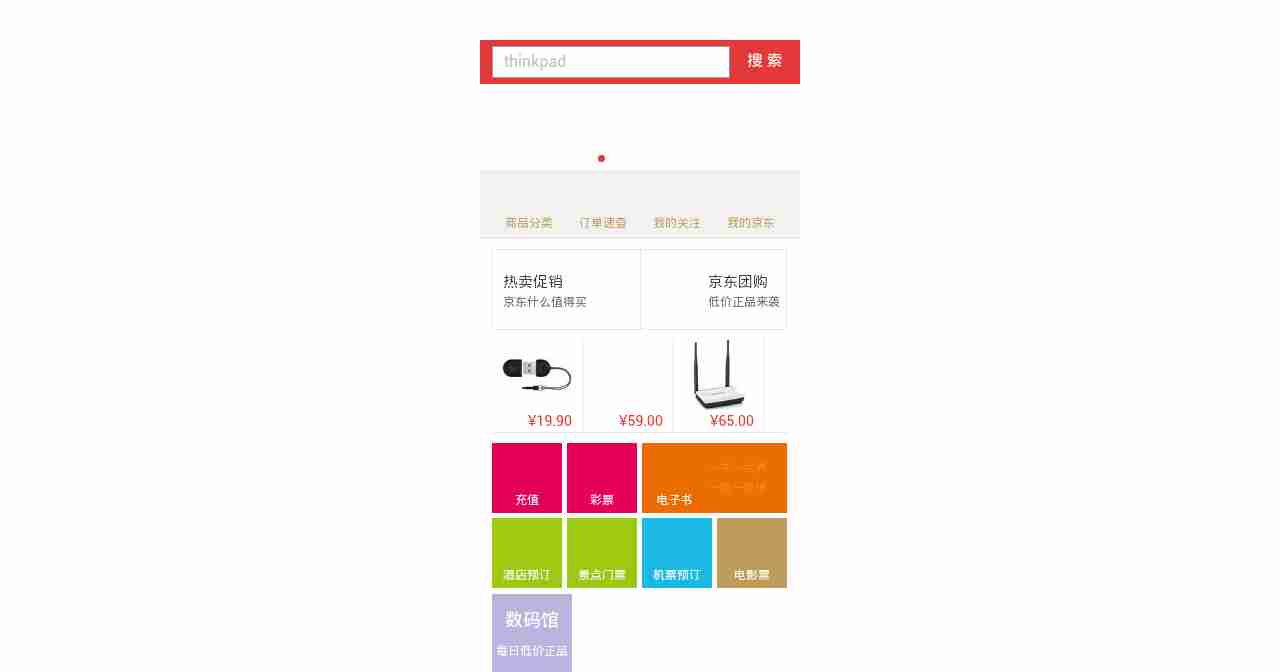 thinkpad
搜 索
商品分类 订单速查 我的关注 我的京东
热卖促销
京东什么值得买
京东团购
低价正品来袭
¥19.90 ¥59.00 ¥65.00
充值 彩票 电子书
酒店预订 景点门票 机票预订 电影票
数码馆
每日低价正品